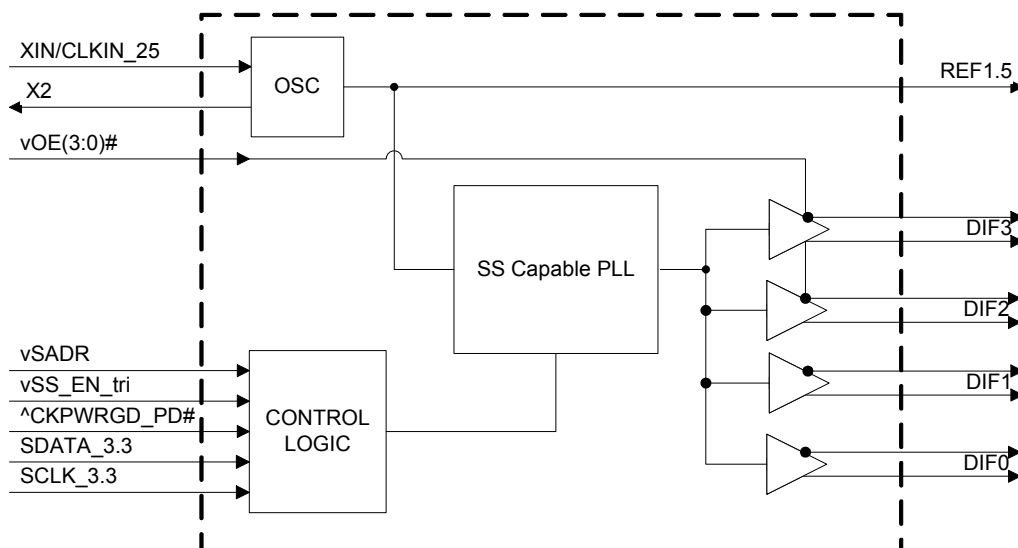 XIN/CLKIN_25
X2
vOE(3:0)#
OSC
REF1.5
SS Capable PLL
DIF3
DIF2
DIF1
DIF0
vSADR
vSS_EN_tri
^CKPWRGD_PD#
SDATA_3.3
SCLK_3.3
CONTROL
LOGIC